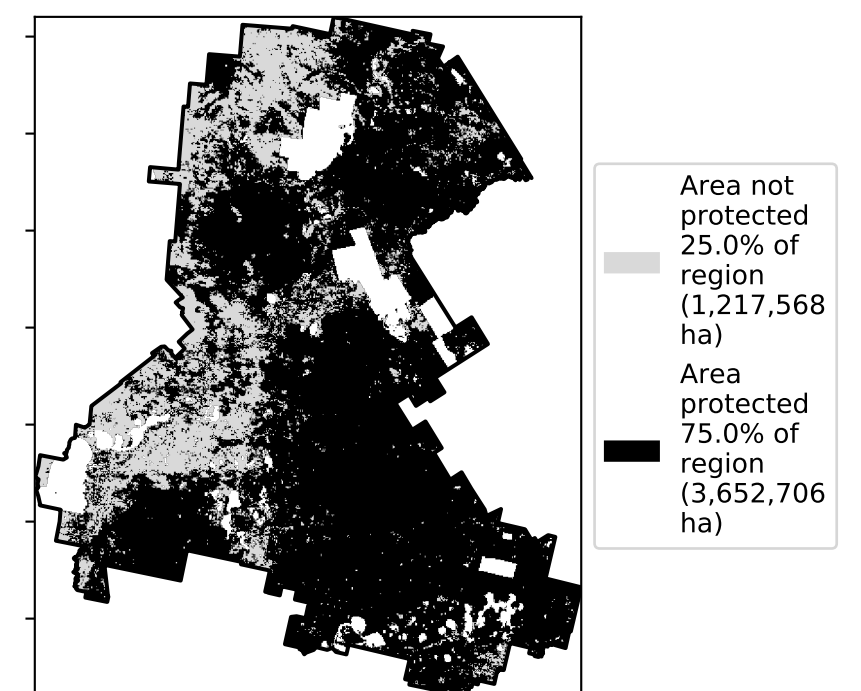 Area not
protected
25.0% of
region
(1,217,568
ha)
Area
protected
75.0% of
region
(3,652,706
ha)